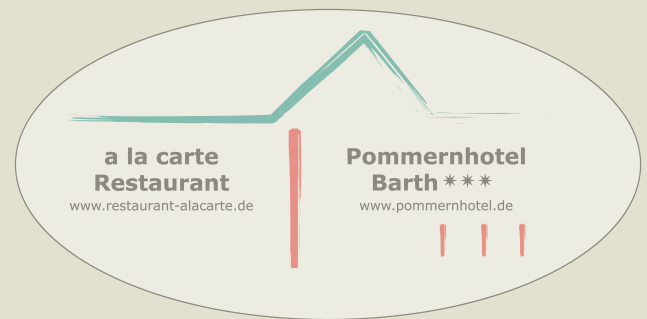 a la carte
Restaurant
www.restaurant-alacarte.de
Pommernhotel
Barth ✷✷✷
www.pommernhotel.de